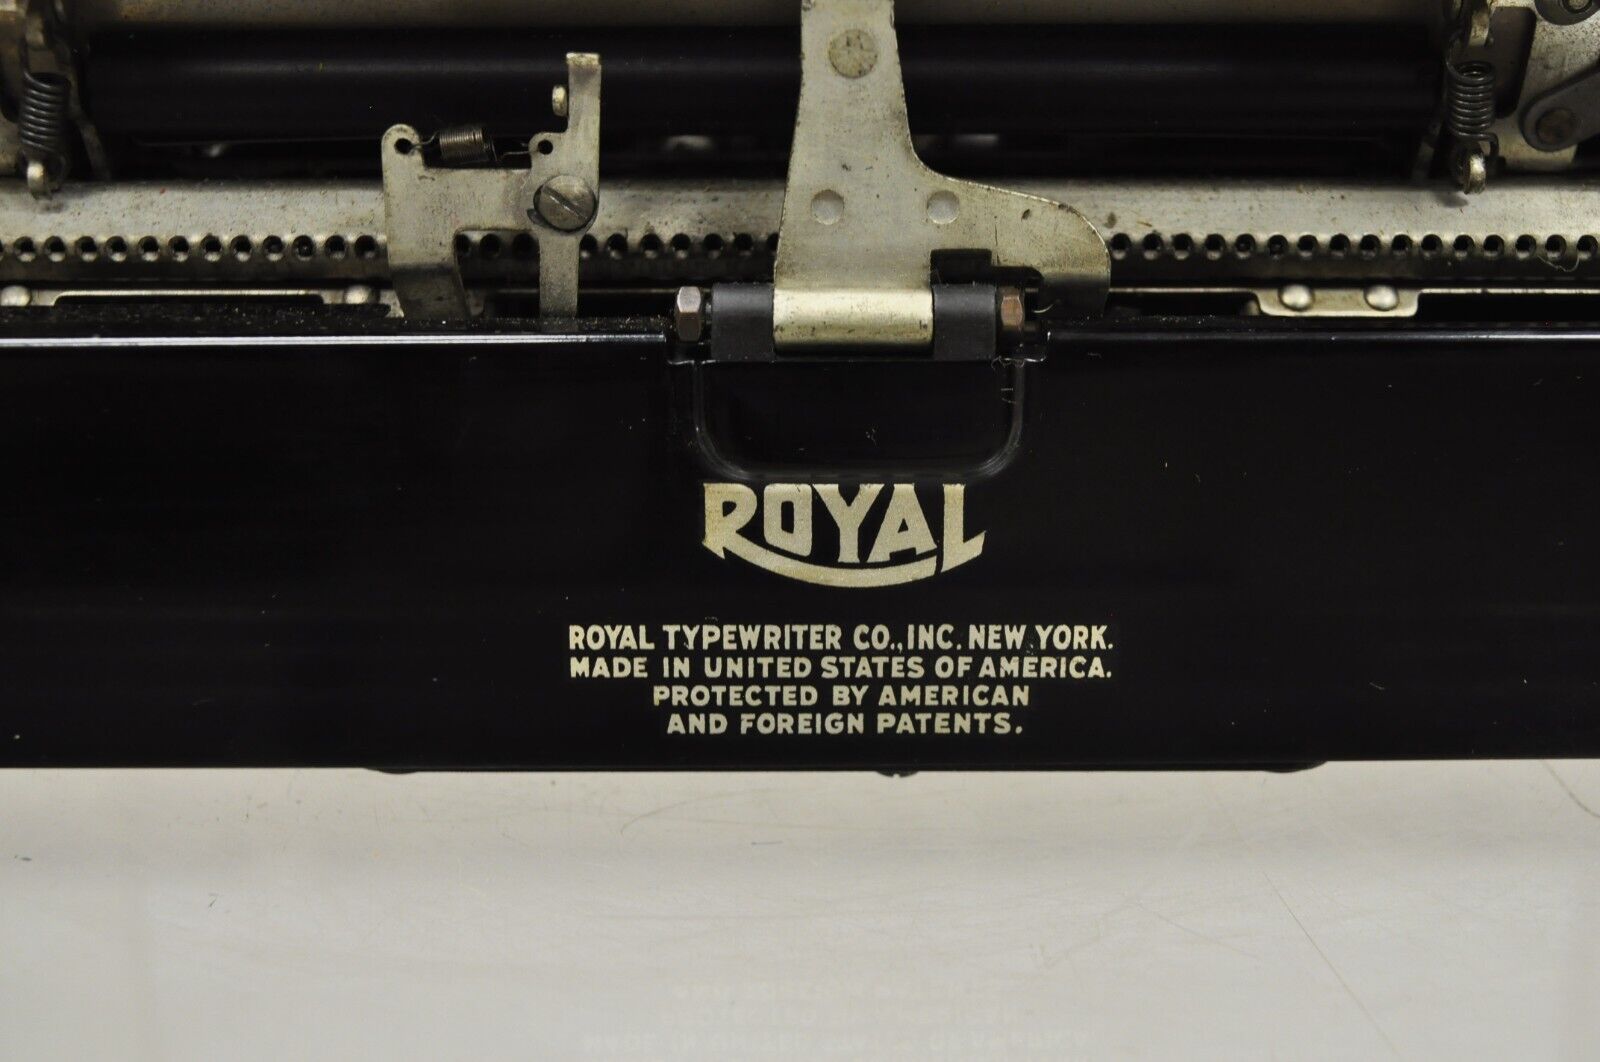 ROYAL
ROYAL TYPEWRITER CO., INC. NEW YORK.
MADE IN UNITED STATES OF AMERICA.
PROTECTED BY AMERICAN
AND FOREIGN PATENTS.